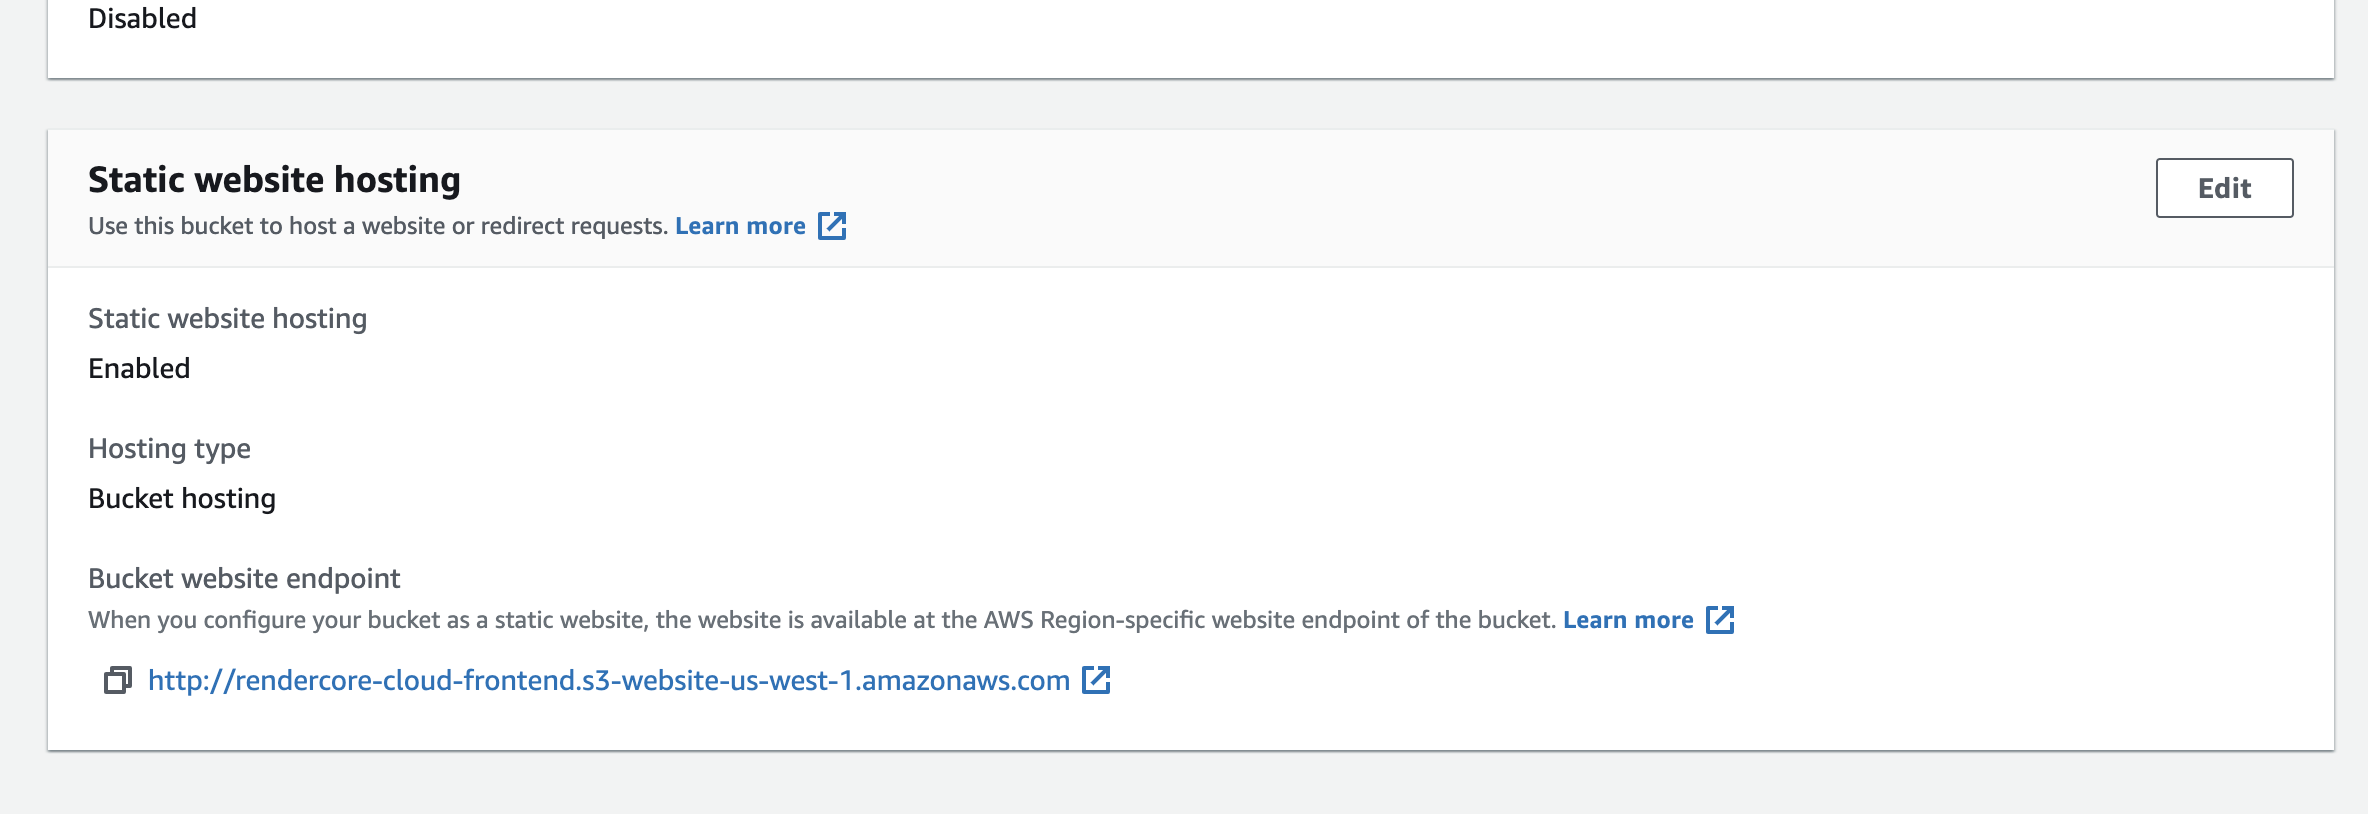 Disabled
Static website hosting
Edit
Use this bucket to host a website or redirect requests. Learn more
Static website hosting
Enabled
Hosting type
Bucket hosting
Bucket website endpoint
When you configure your bucket as a static website, the website is available at the AWS Region-specific website endpoint of the bucket. Learn more
http://rendercore-cloud-frontend.s3-website-us-west-1.amazonaws.com